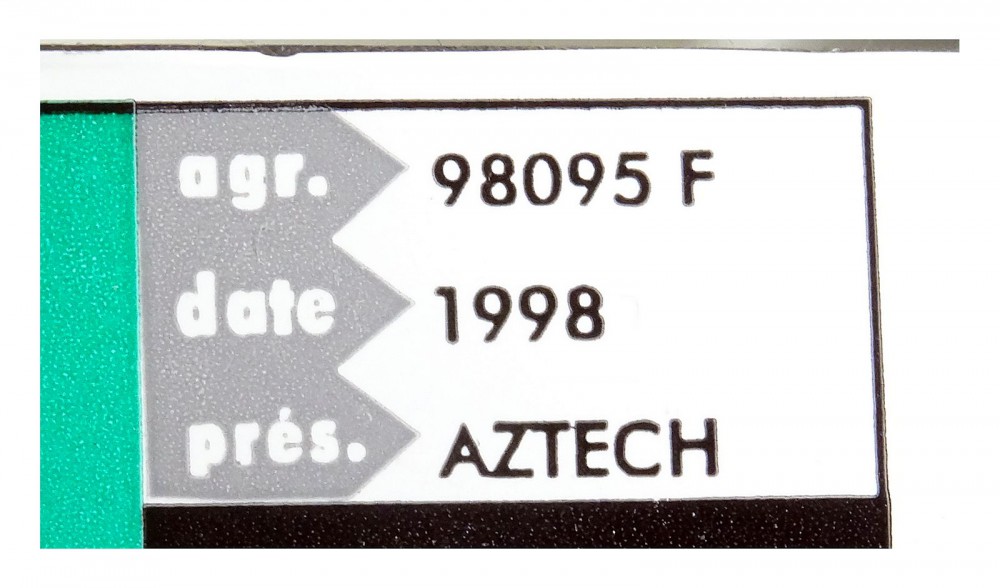 agr. 98095 F
date 1998
prés. AZTECH